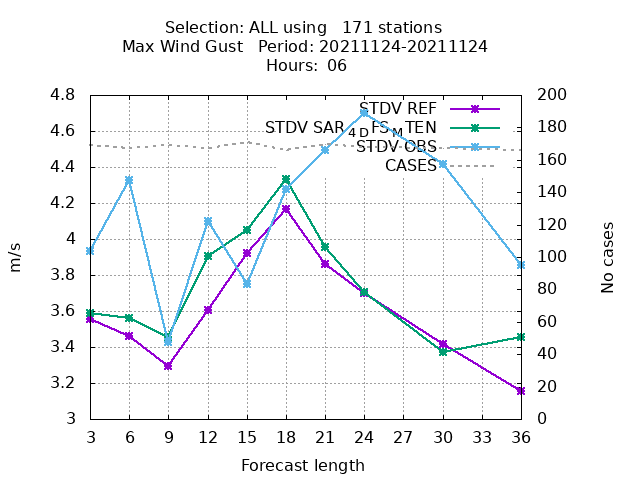 Selection: ALL using   171 stations
Max Wind Gust   Period: 20211124-20211124
Hours: 06
4.8
4.6
4.4
4.2
4
3.8
3.6
3.4
3.2
3
200
180
160
140
120
100
80
60
40
20
0
STDV REF
STDV SAR4DFSMTEN
STDV OBS
CASES
m/s
No cases
3 6 9 12 15 18 21 24 27 30 33 36
Forecast length